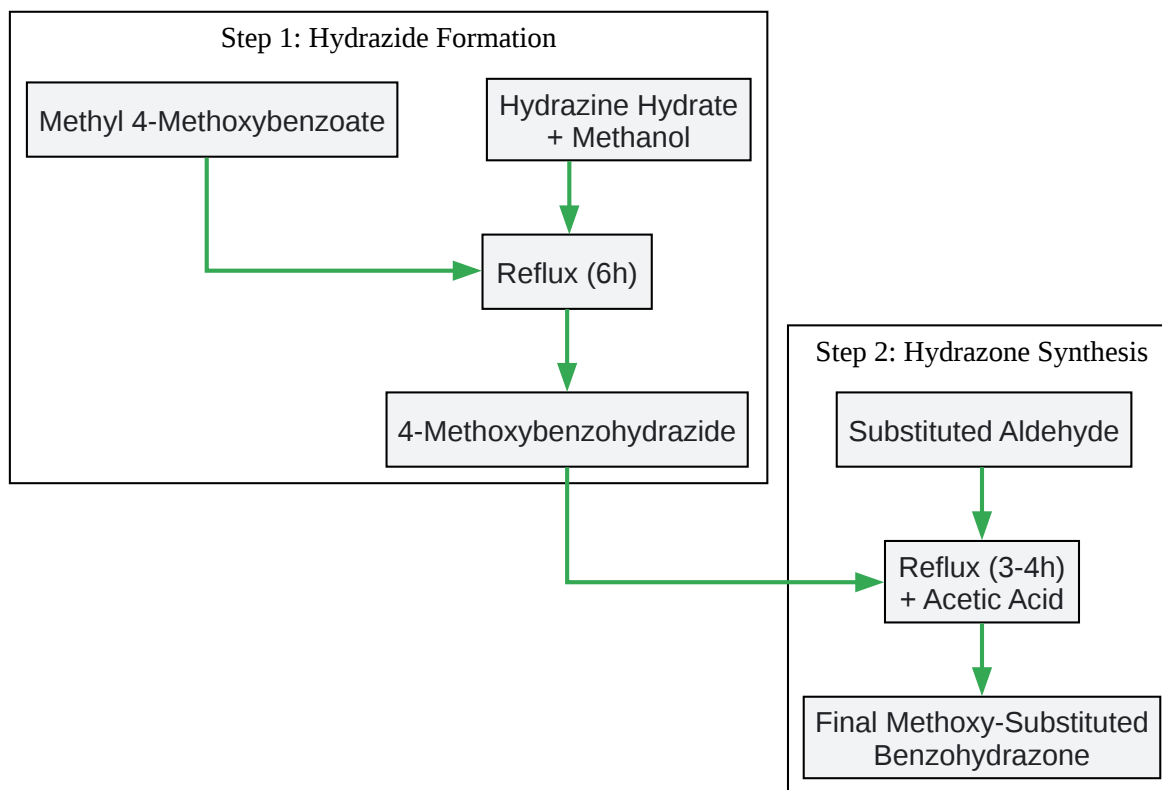 Step 1: Hydrazide Formation
Methyl 4-Methoxybenzoate
Hydrazine Hydrate
+ Methanol
Reflux (6h)
4-Methoxybenzohydrazide
Step 2: Hydrazone Synthesis
Substituted Aldehyde
Reflux (3-4h)
+ Acetic Acid
Final Methoxy-Substituted
Benzohydrazone